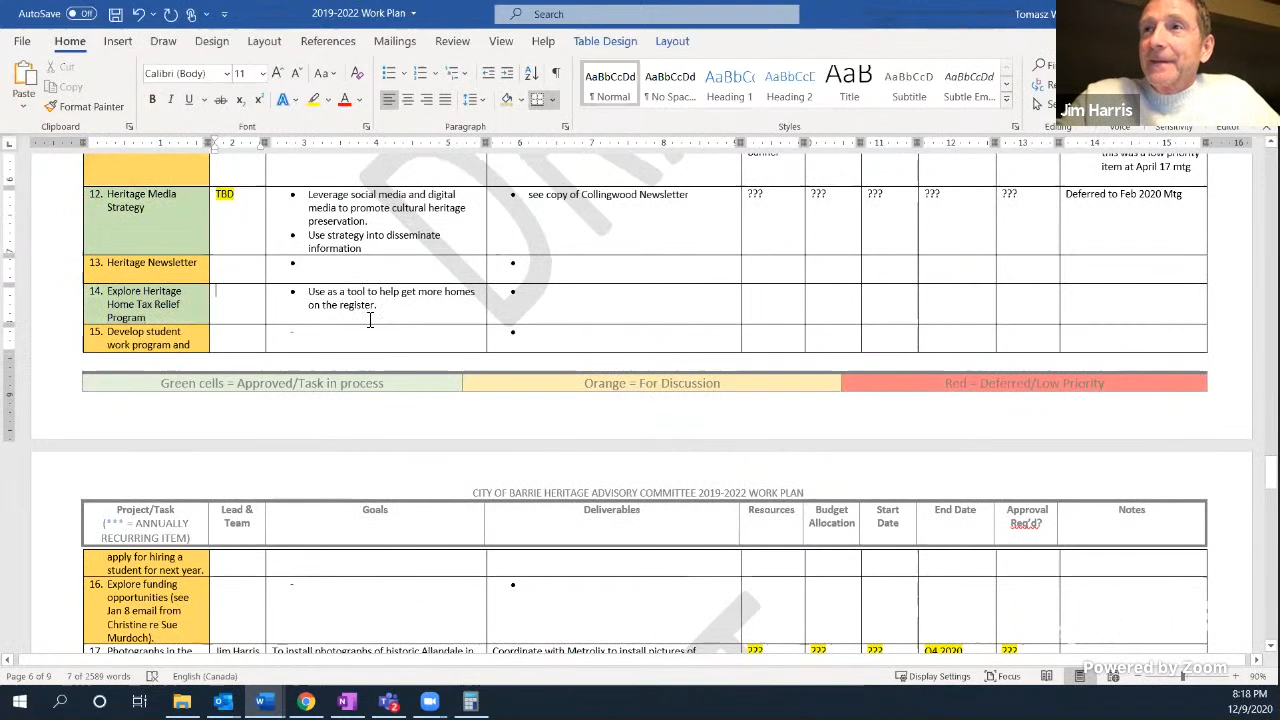 AutoSave Off
2019-2022 Work Plan
Tomasz
File Home Insert Draw Design Layout References Mailings Review View Help Table Design Layout
Paste
Cut
Copy
Format Painter
Calibri (Body) 11
Clipboard
Font
Paragraph
AaBbCcDd ¶ Normal
AaBbCcDd ¶ No Spac...
AaBbCc Heading 1
AaBbCcC Heading 2
AaB Title
AaBbCcD Subtitle
AaBbCcDd Subtle Em...
Styles
Jim Harris
this was a low priority
item at April 17 mtg
12. Heritage Media
Strategy
TBD
• Leverage social media and digital
media to promote cultural heritage
preservation.
• Use strategy into disseminate
information
• see copy of Collingwood Newsletter
??? ??? ??? ??? ???
Deferred to Feb 2020 Mtg
13. Heritage Newsletter
14. Explore Heritage
Home Tax Relief
Program
• Use as a tool to help get more homes
on the register.
15. Develop student
work program and
-
Green cells = Approved/Task in process
Orange = For Discussion
Red = Deferred/Low Priority
CITY OF BARRIE HERITAGE ADVISORY COMMITTEE 2019-2022 WORK PLAN
Project/Task
(*** = ANNUALLY
RECURRING ITEM)
Lead &
Team
Goals
Deliverables
Resources
Budget
Allocation
Start
Date
End Date
Approval
Req'd?
Notes
apply for hiring a
student for next year.
16. Explore funding
opportunities (see
Jan 8 email from
Christine re Sue
Murdoch).
-
17. Photographs in the
Jim Harris
To install photographs of historic Allandale in
Coordinate with Metrolix to install pictures of
??? ??? ??? Q4 2020 ???
Powered by Zoom
Page 6 of 9 7 of 2589 words English (Canada)
Display Settings Focus 90%
8:18 PM
12/9/2020